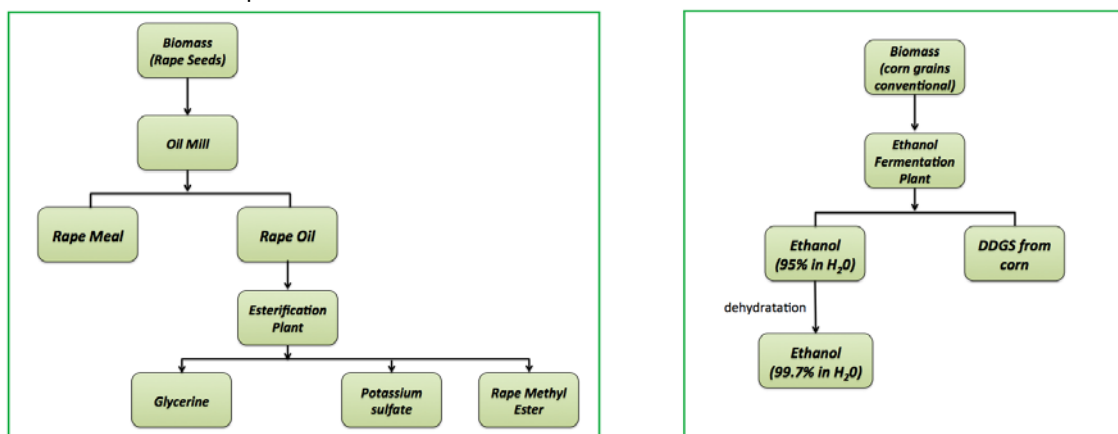 Biomass
(Rape Seeds)
Oil Mill
Rape Meal
Rape Oil
Esterification
Plant
Glycerine
Potassium
sulfate
Rape Methyl
Ester
Biomass
(corn grains
conventional)
Ethanol
Fermentation
Plant
Ethanol
(95% in H₂0)
DDGS from
corn
dehydratation
Ethanol
(99.7% in H₂0)